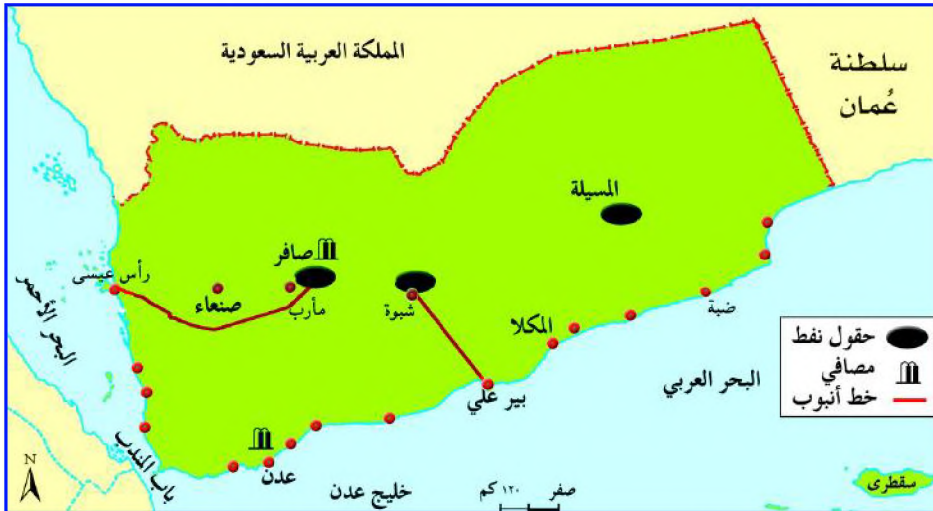 المملكة العربية السعودية
سلطنة
عُمان
المسيلة
صافر
رأس عيسى
صنعاء
مأرب
شبوة
ضبة
المكلا
البحر الأحمر
بير علي
البحر العربي
حقول نفط
مصافي
خط أنبوب
باب المندب
عدن
خليج عدن
صفر ١٢٠ كم
سقطرى
N